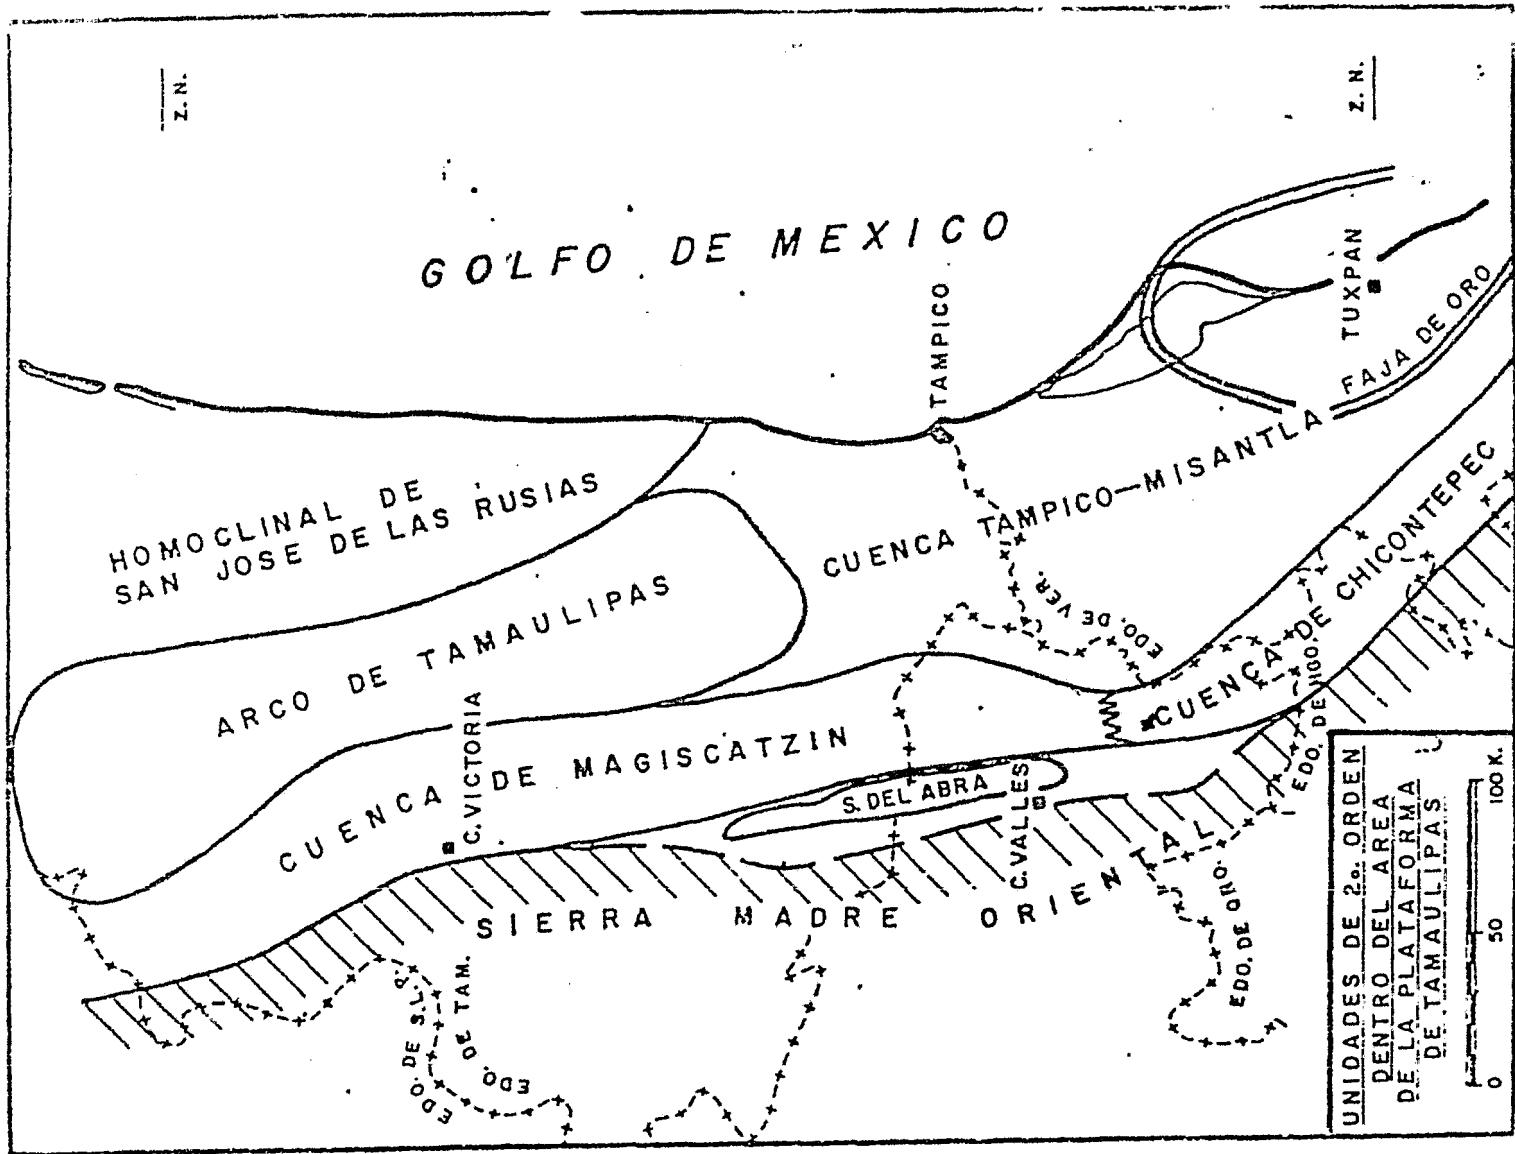 Z. N.
Z. N.
GOLFO DE MEXICO
TAMPICO
TUXPAN
FAJA DE ORO
HOMOCLINAL DE
SAN JOSE DE LAS RUSIAS
CUENCA TAMPICO—MISANTLA
ARCO DE TAMAULIPAS
EDO. DE VER.
CUENCA DE CHICONTEPEC
CUENCA DE MAGISCATZIN
C. VICTORIA
S. DEL ABRA
C. VALLES
EDO. DE HGO.
SIERRA MADRE ORIENTAL
EDO. DE S.L.P.
EDO. DE TAM.
EDO.
EDO. DE QRO.
UNIDADES DE 2o. ORDEN
DENTRO DEL AREA
DE LA PLATAFORMA
DE TAMAULIPAS
0 50 100 K.